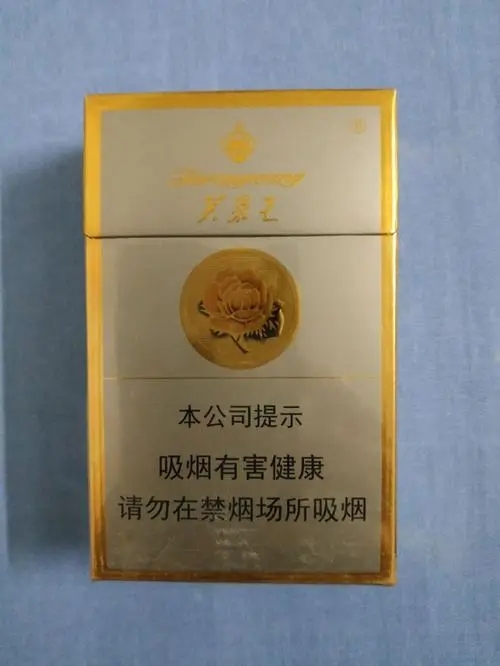 ®
Furongwang
芙蓉王
本公司提示
吸烟有害健康
请勿在禁烟场所吸烟